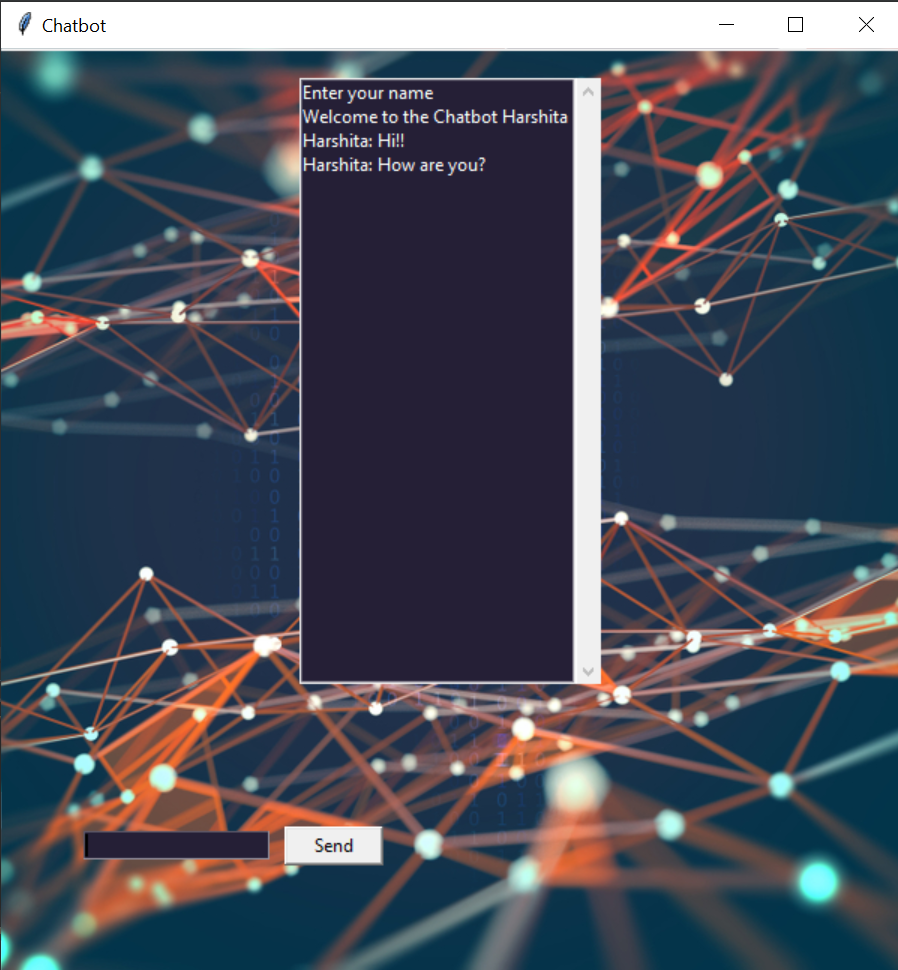 Chatbot
Enter your name
Welcome to the Chatbot Harshita
Harshita: Hi!!
Harshita: How are you?
Send